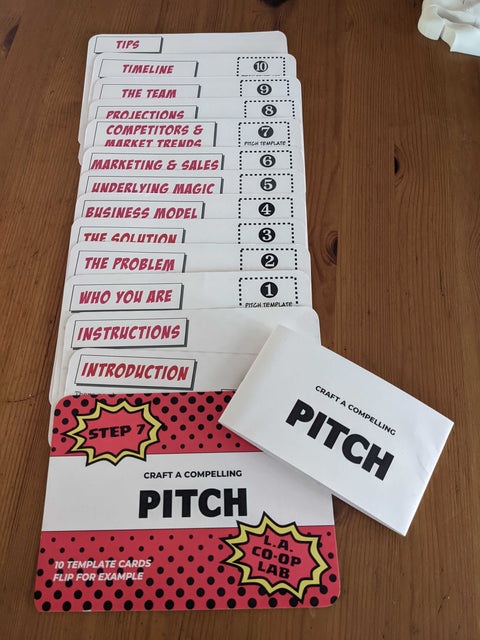 TIPS
TIMELINE
10
THE TEAM
9
PROJECTIONS
8
COMPETITORS &
MARKET TRENDS
7
PITCH TEMPLATE
MARKETING & SALES
6
UNDERLYING MAGIC
5
BUSINESS MODEL
4
THE SOLUTION
3
THE PROBLEM
2
WHO YOU ARE
1
PITCH TEMPLATE
INSTRUCTIONS
INTRODUCTION
STEP 7
CRAFT A COMPELLING
PITCH
10 TEMPLATE CARDS
FLIP FOR EXAMPLE
L.A.
CO-OP
LAB
CRAFT A COMPELLING
PITCH